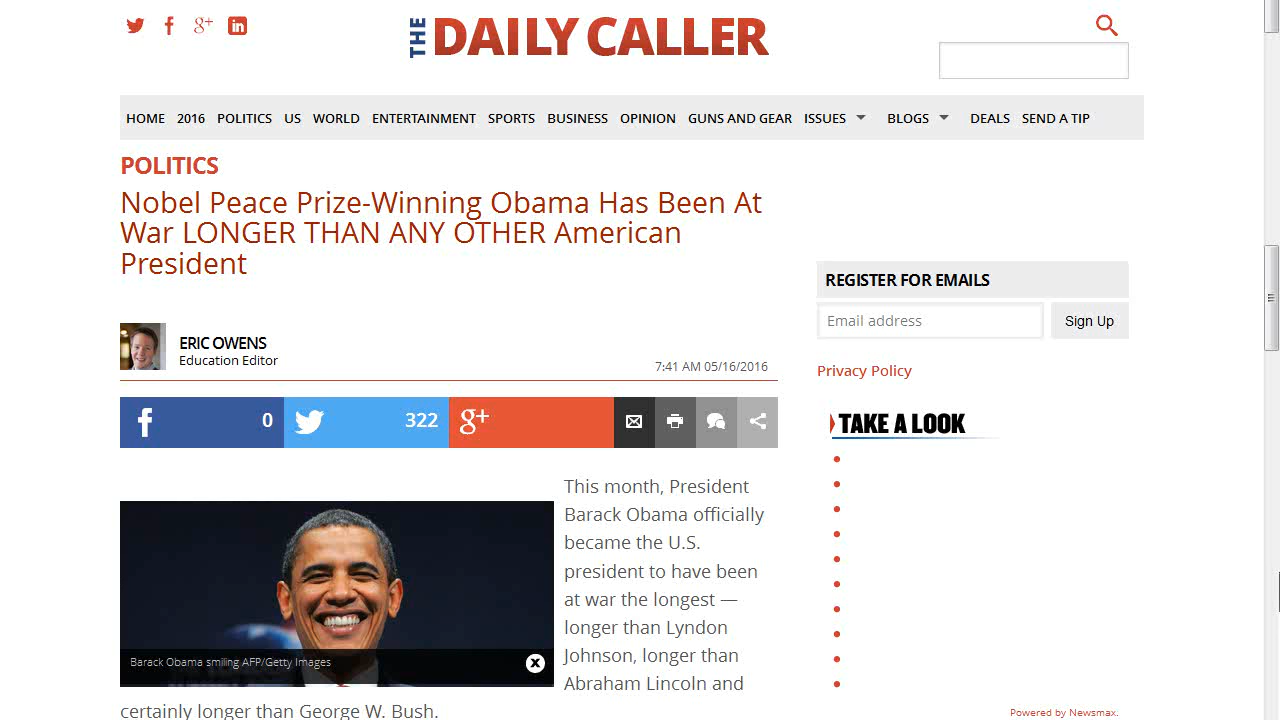 THE DAILY CALLER
HOME 2016 POLITICS US WORLD ENTERTAINMENT SPORTS BUSINESS OPINION GUNS AND GEAR ISSUES BLOGS DEALS SEND A TIP
POLITICS
Nobel Peace Prize-Winning Obama Has Been At
War LONGER THAN ANY OTHER American
President
ERIC OWENS
Education Editor
7:41 AM 05/16/2016
0
322
g+
This month, President
Barack Obama officially
became the U.S.
president to have been
at war the longest —
longer than Lyndon
Johnson, longer than
Abraham Lincoln and
certainly longer than George W. Bush.
Barack Obama smiling AFP/Getty Images
REGISTER FOR EMAILS
Email address
Sign Up
Privacy Policy
TAKE A LOOK
Powered by Newsmax.